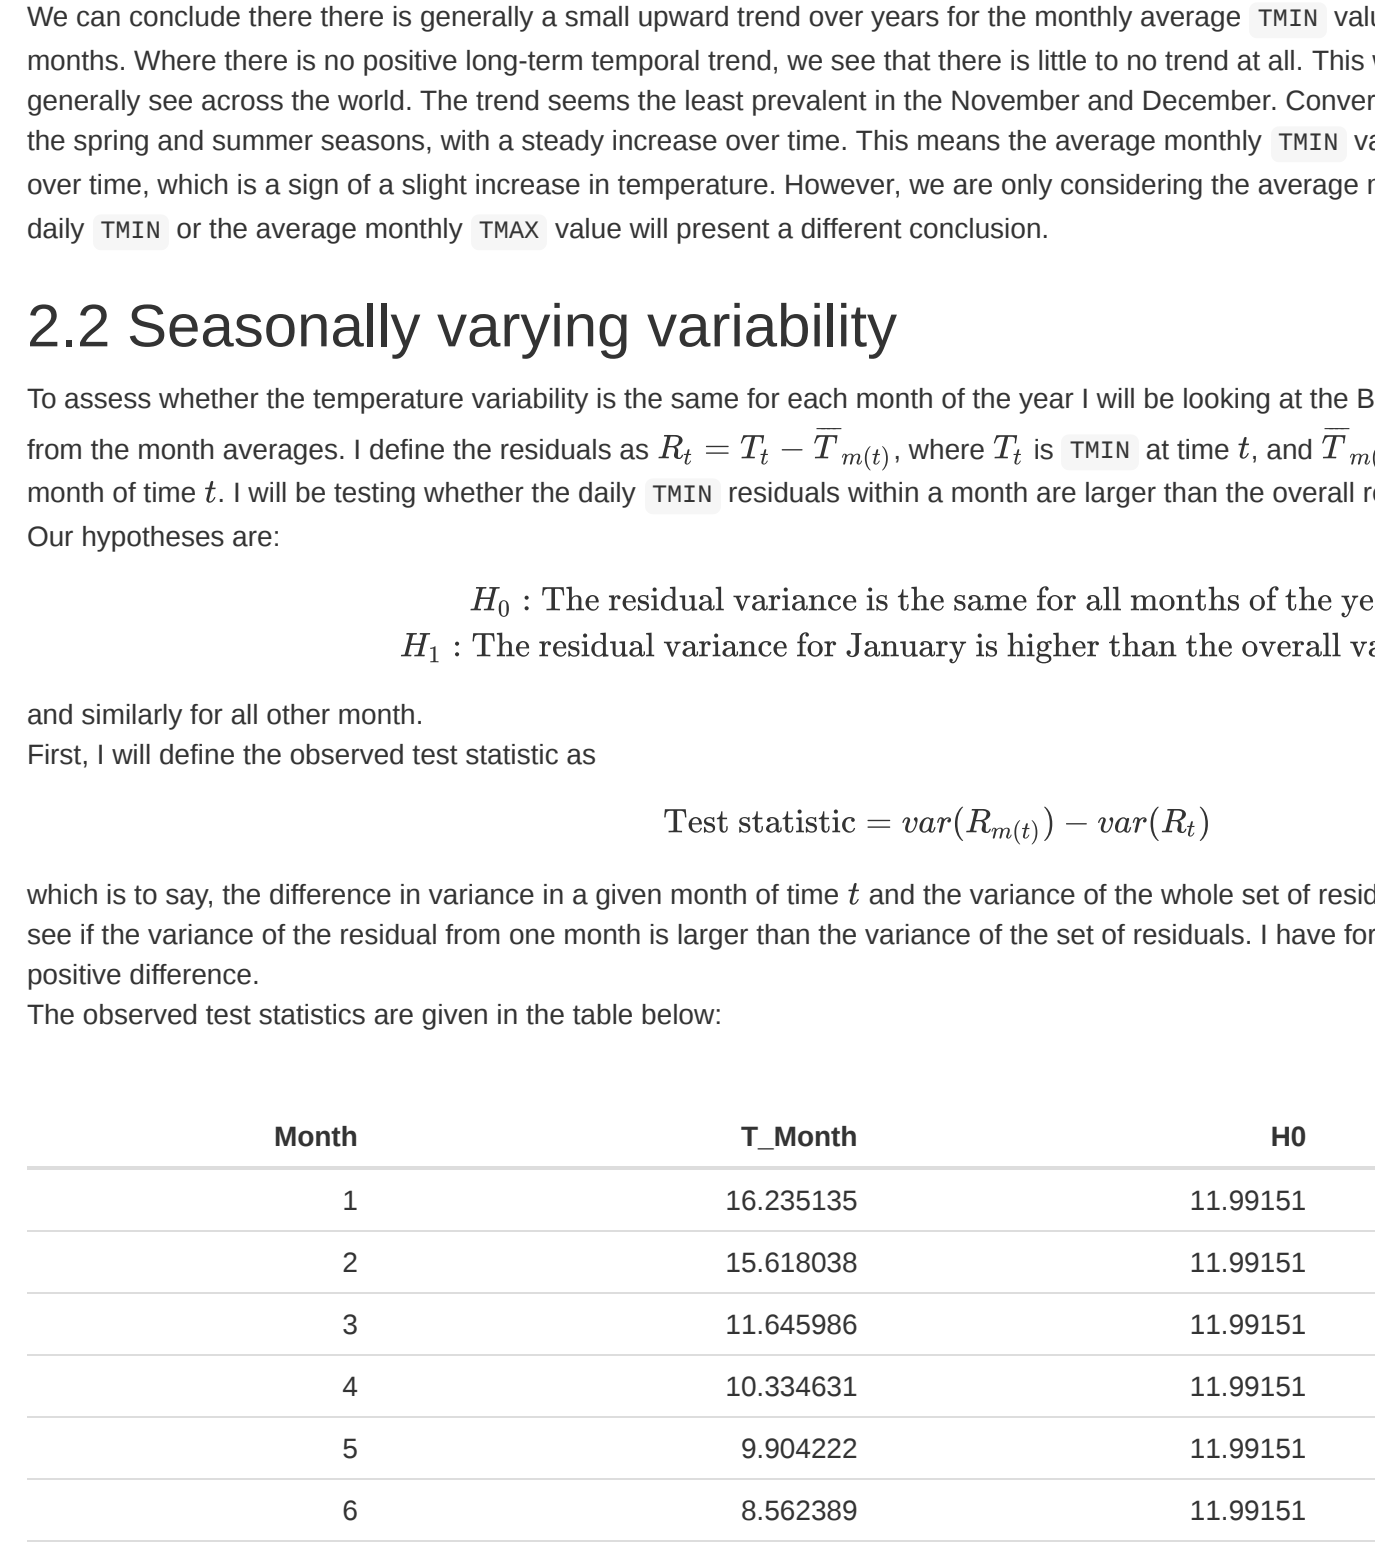 We can conclude there there is generally a small upward trend over years for the monthly average TMIN
months. Where there is no positive long-term temporal trend, we see that there is little to no trend at all. This
generally see across the world. The trend seems the least prevalent in the November and December.
the spring and summer seasons, with a steady increase over time. This means the average monthly TMIN
over time, which is a sign of a slight increase in temperature. However, we are only considering the average
daily TMIN or the average monthly TMAX value will present a different conclusion.
2.2 Seasonally varying variability
To assess whether the temperature variability is the same for each month of the year I will be looking at the
from the month averages. I define the residuals as R_t = T_t − T̅_{m(t)}, where T_t is TMIN at time t, and T̅
month of time t. I will be testing whether the daily TMIN residuals within a month are larger than the overall
Our hypotheses are:
H_0 : The residual variance is the same for all months of the
H_1 : The residual variance for January is higher than the overall
and similarly for all other month.
First, I will define the observed test statistic as
Test statistic = var(R_{m(t)}) − var(R_t)
which is to say, the difference in variance in a given month of time t and the variance of the whole set of
see if the variance of the residual from one month is larger than the variance of the set of residuals. I have
positive difference.
The observed test statistics are given in the table below:
Month T_Month H0
1 16.235135 11.99151
2 15.618038 11.99151
3 11.645986 11.99151
4 10.334631 11.99151
5 9.904222 11.99151
6 8.562389 11.99151